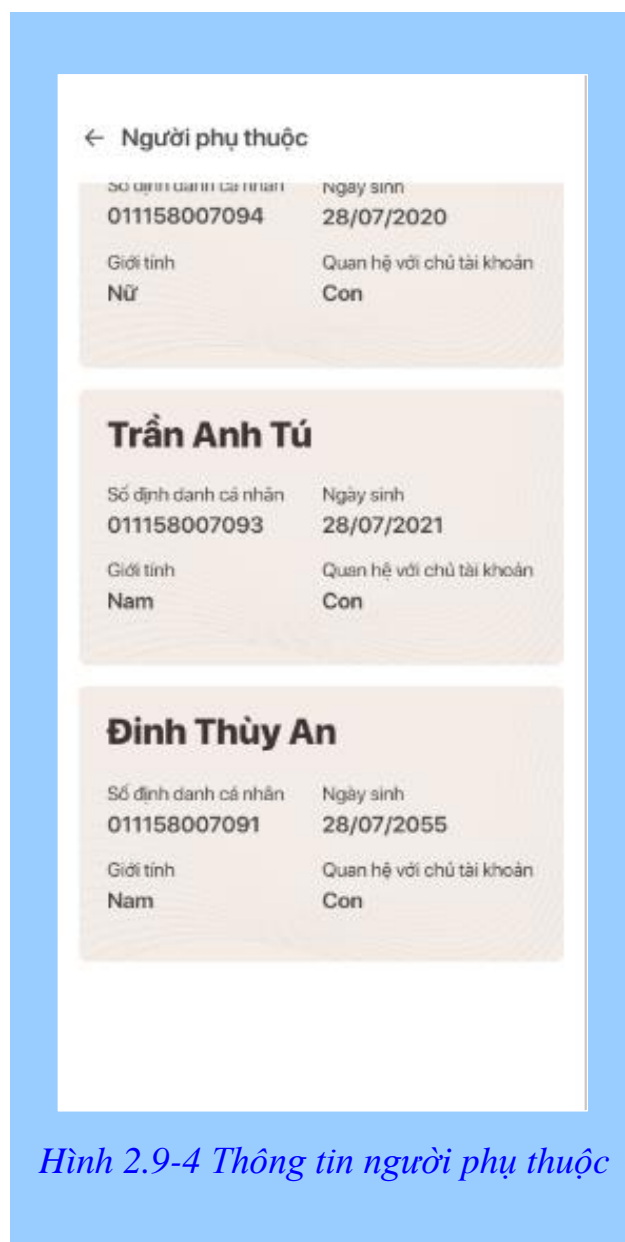 ← Người phụ thuộc
Số định danh cá nhân Ngày sinh
011158007094 28/07/2020
Giới tính Quan hệ với chủ tài khoản
Nữ Con
Trần Anh Tú
Số định danh cá nhân Ngày sinh
011158007093 28/07/2021
Giới tính Quan hệ với chủ tài khoản
Nam Con
Đinh Thùy An
Số định danh cá nhân Ngày sinh
011158007091 28/07/2055
Giới tính Quan hệ với chủ tài khoản
Nam Con
Hình 2.9-4 Thông tin người phụ thuộc